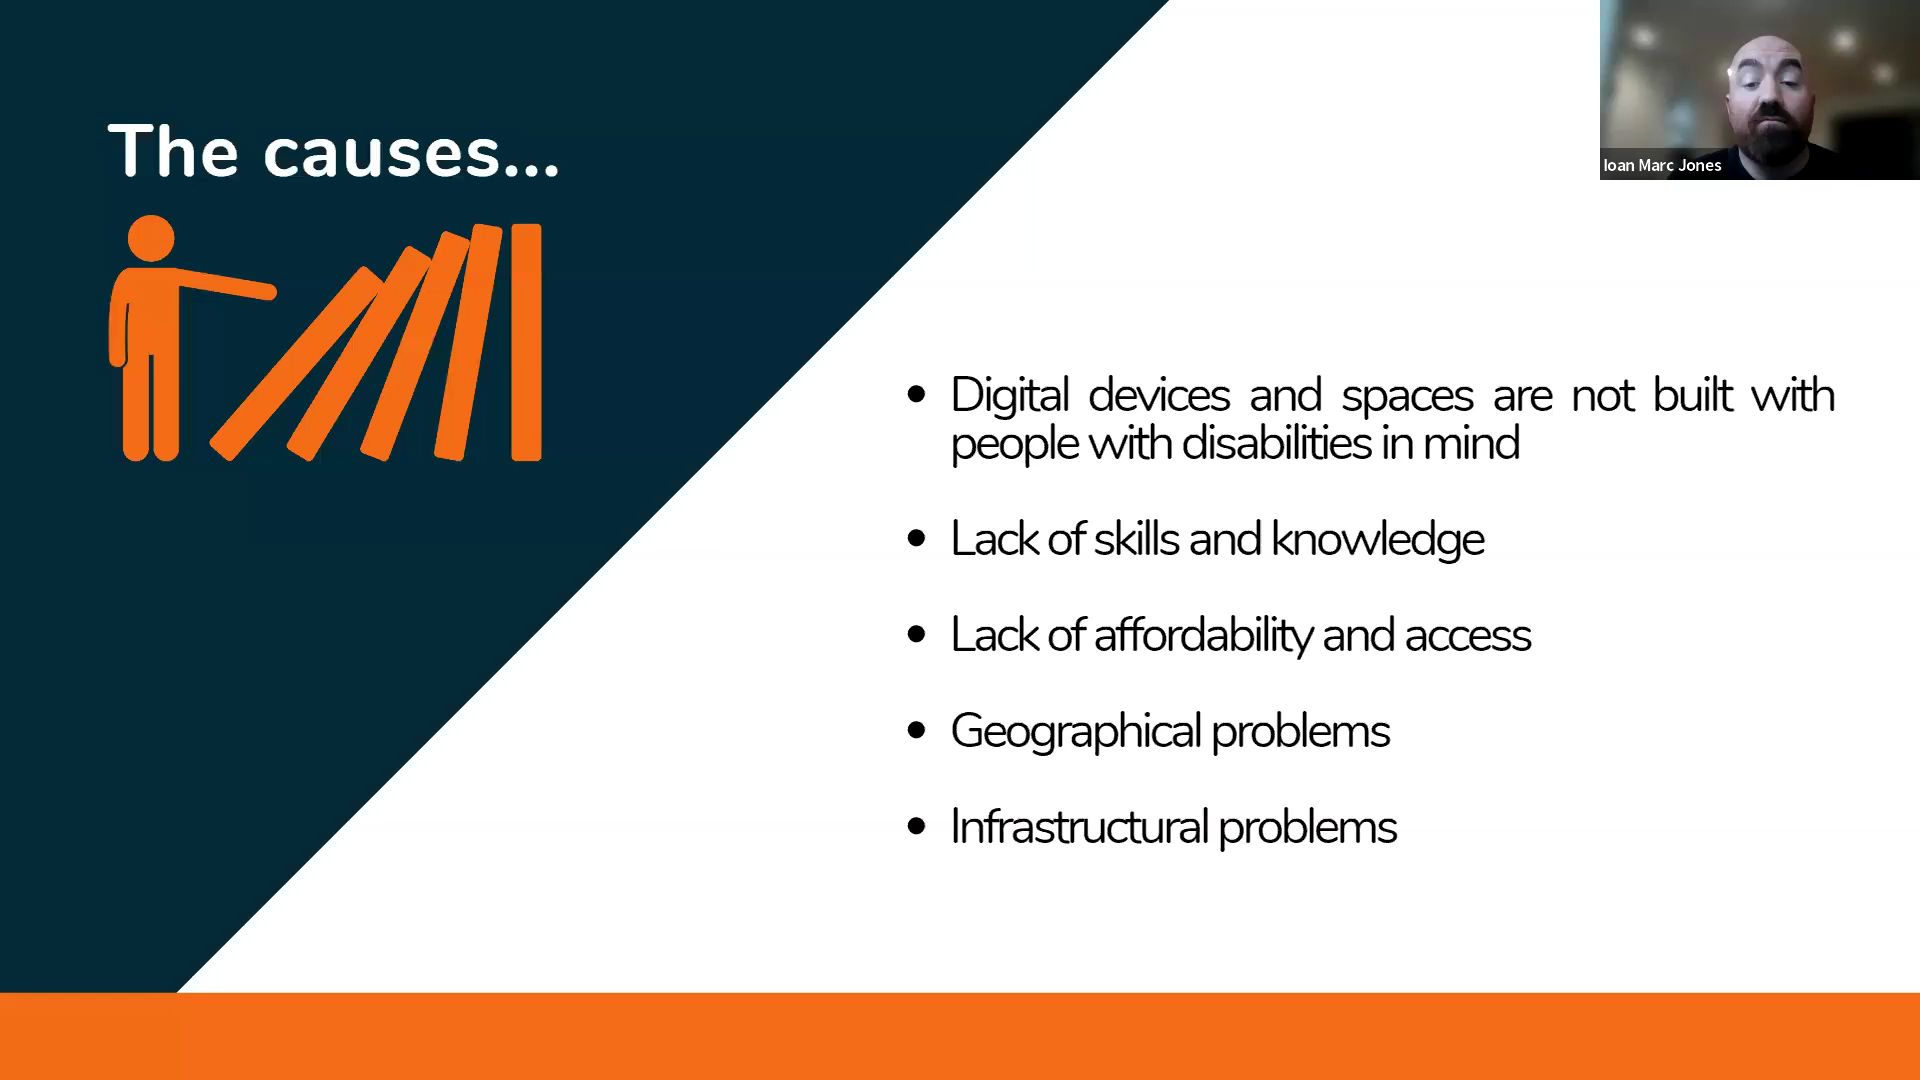 The causes...
Ioan Marc Jones
• Digital devices and spaces are not built with
people with disabilities in mind
• Lack of skills and knowledge
• Lack of affordability and access
• Geographical problems
• Infrastructural problems